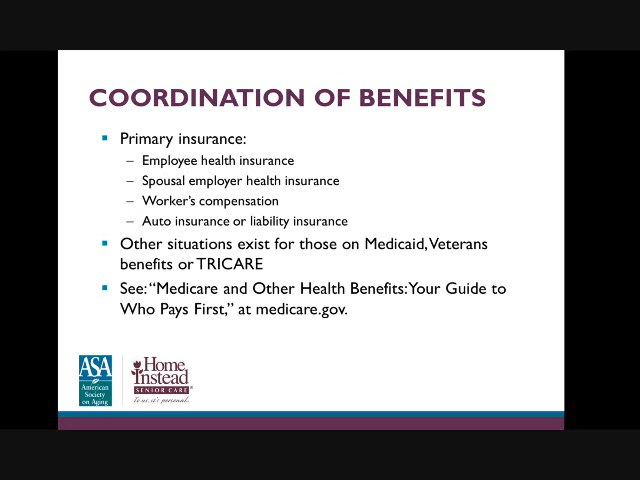 COORDINATION OF BENEFITS
▪ Primary insurance:
– Employee health insurance
– Spousal employer health insurance
– Worker's compensation
– Auto insurance or liability insurance
▪ Other situations exist for those on Medicaid, Veterans
benefits or TRICARE
▪ See: "Medicare and Other Health Benefits: Your Guide to
Who Pays First," at medicare.gov.
ASA
American
Society
on Aging
Home
Instead
SENIOR CARE
To us, it's personal.